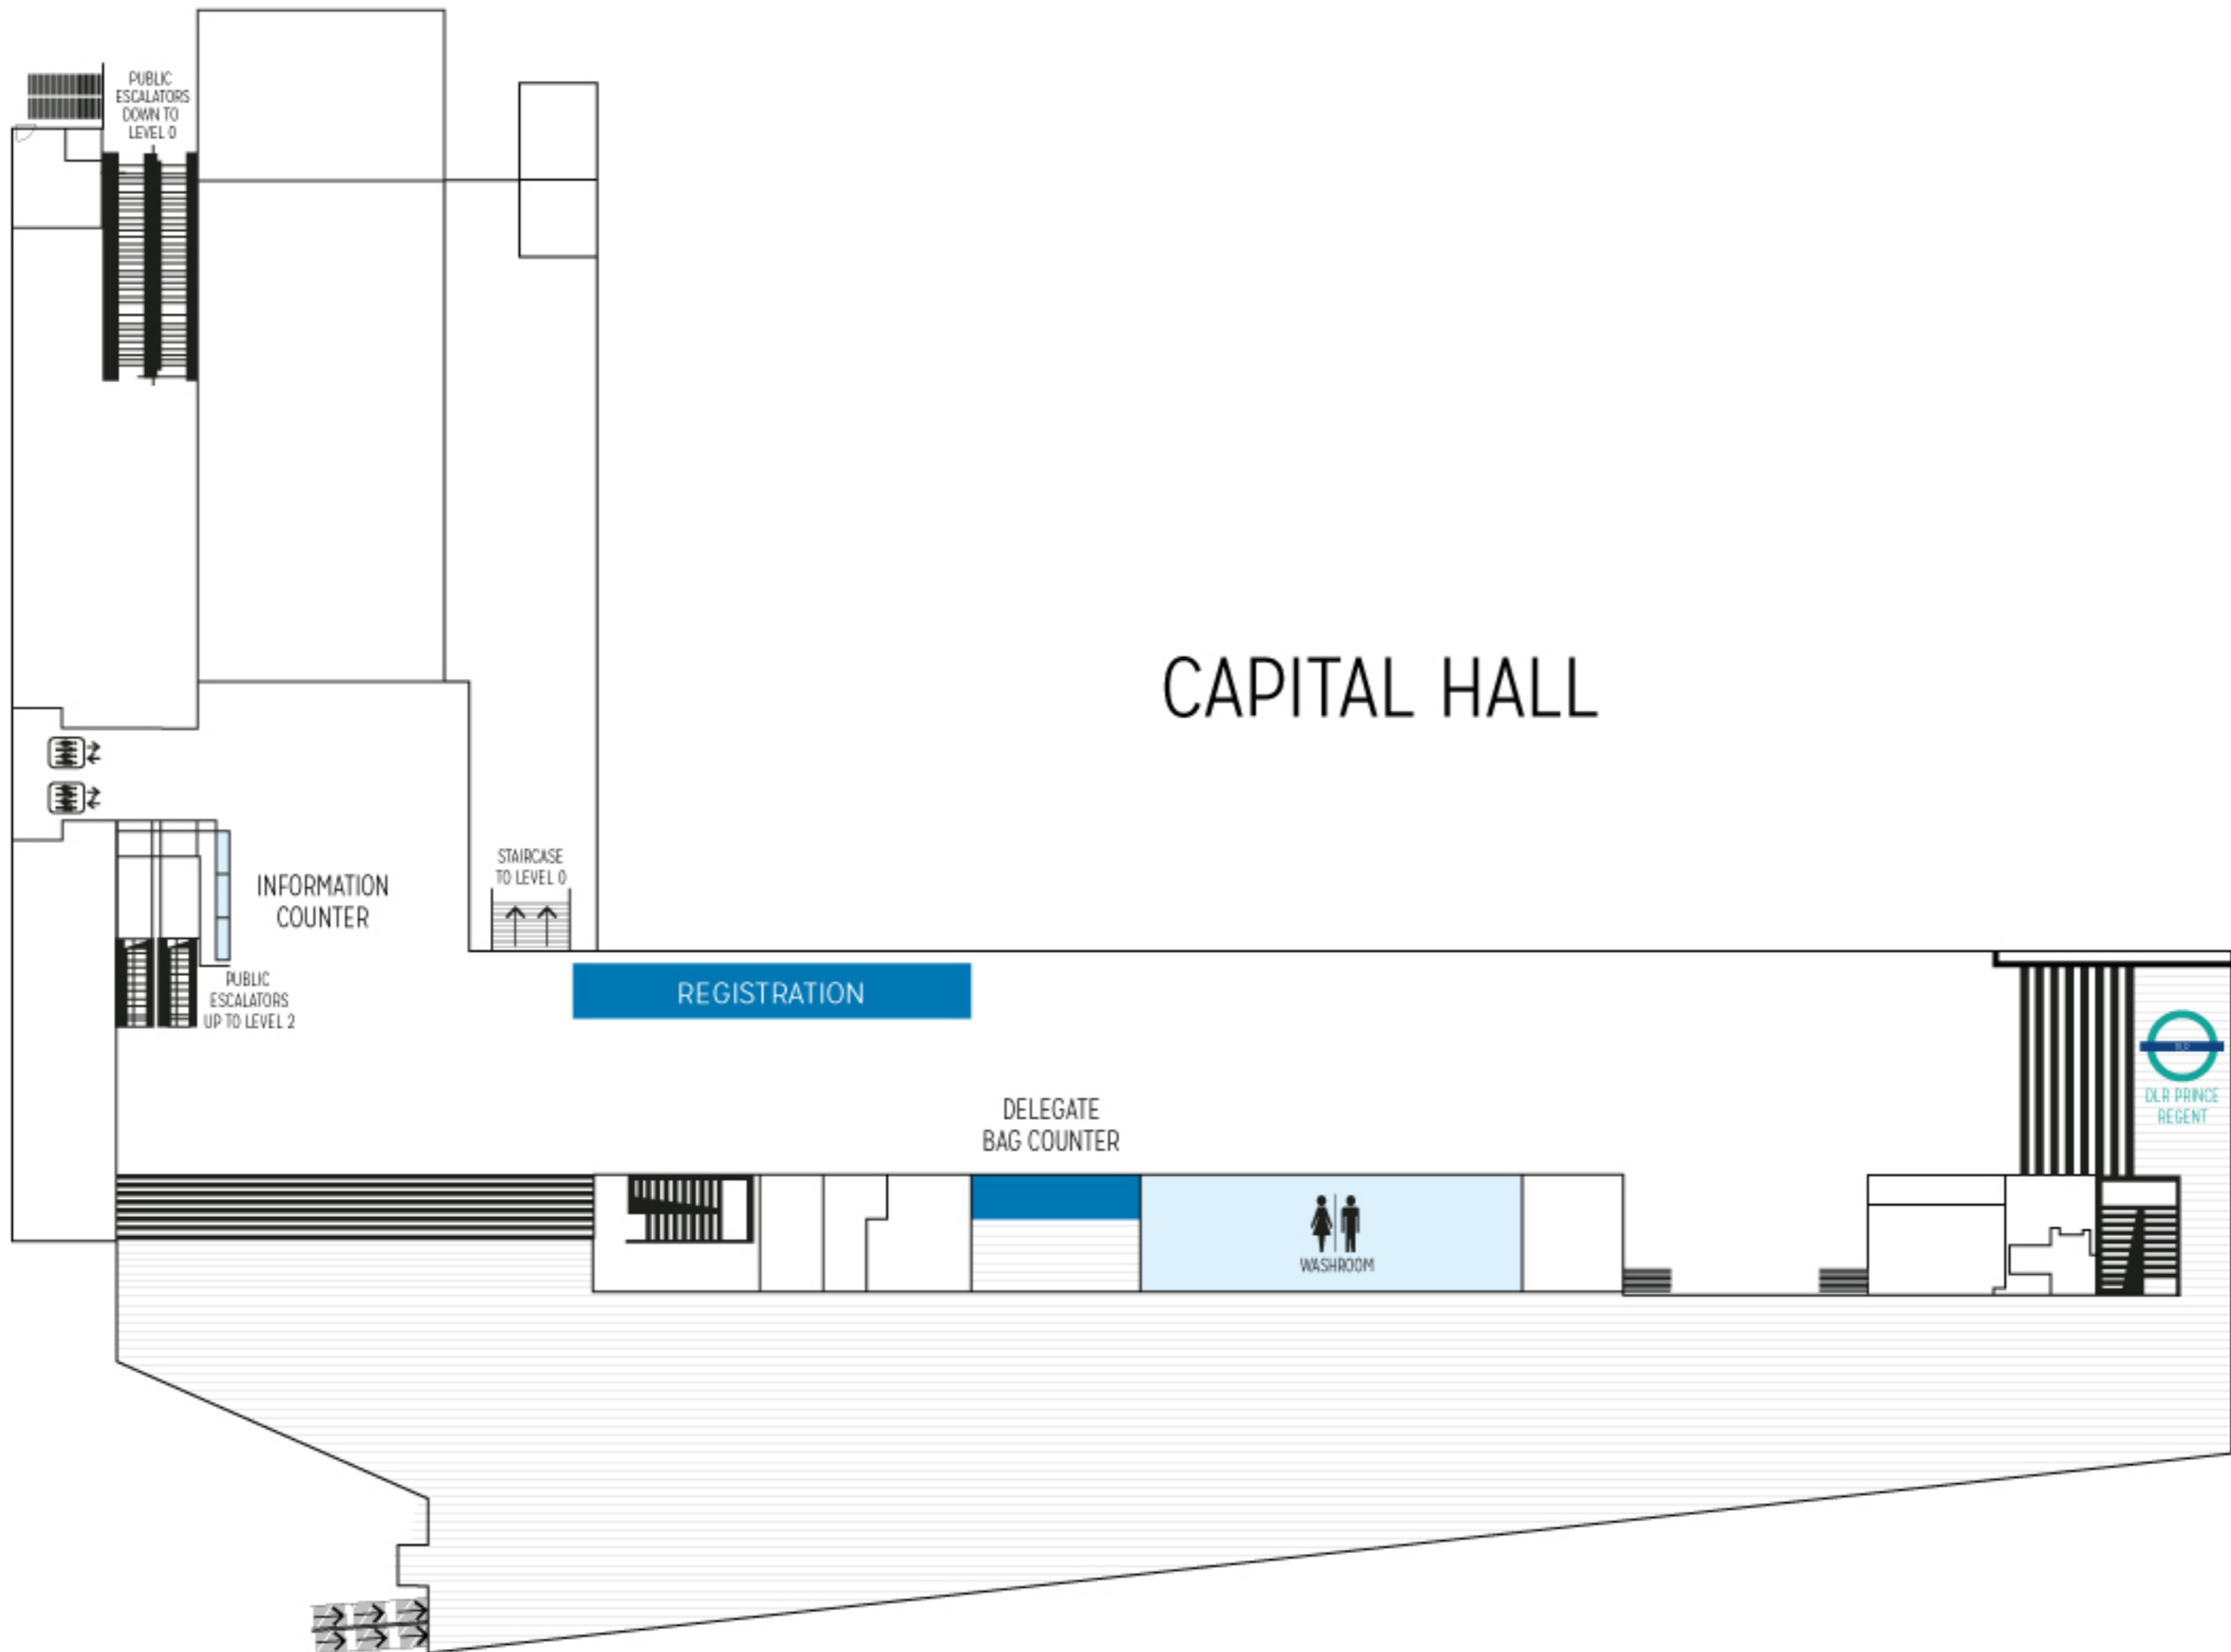 PUBLIC
ESCALATORS
DOWN TO
LEVEL 0
CAPITAL HALL
STAIRCASE
TO LEVEL 0
INFORMATION
COUNTER
PUBLIC
ESCALATORS
UP TO LEVEL 2
REGISTRATION
DLR PRINCE
REGENT
DELEGATE
BAG COUNTER
WASHROOM